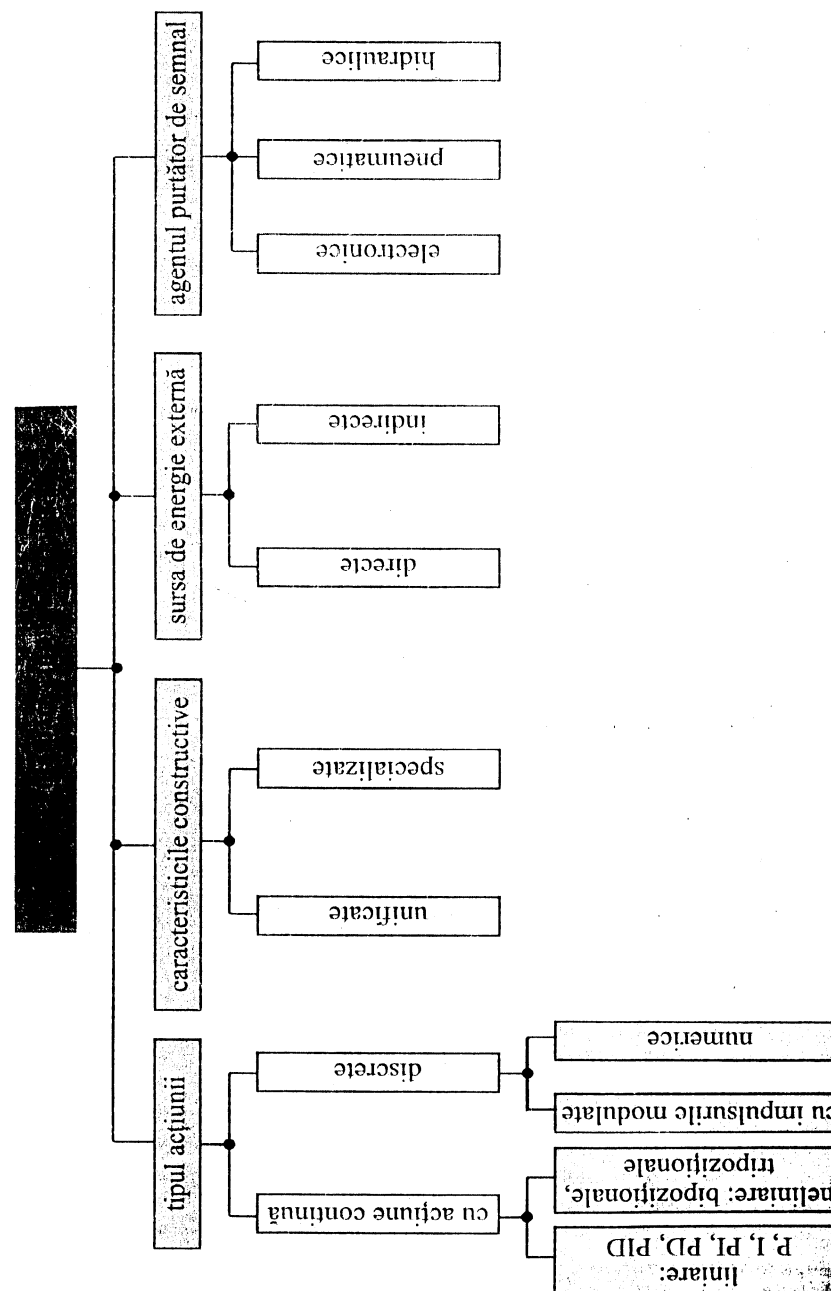 tipul acțiunii
caracteristicile constructive
sursa de energie externă
agentul purtător de semnal
cu acțiune continuă
discrete
unificate
specializate
directe
indirecte
electronice
pneumatice
hidraulice
liniare:
P, I, PI, PD, PID
neliniare: bipoziționale,
tripoziționale
cu impulsuri modulate
numerice